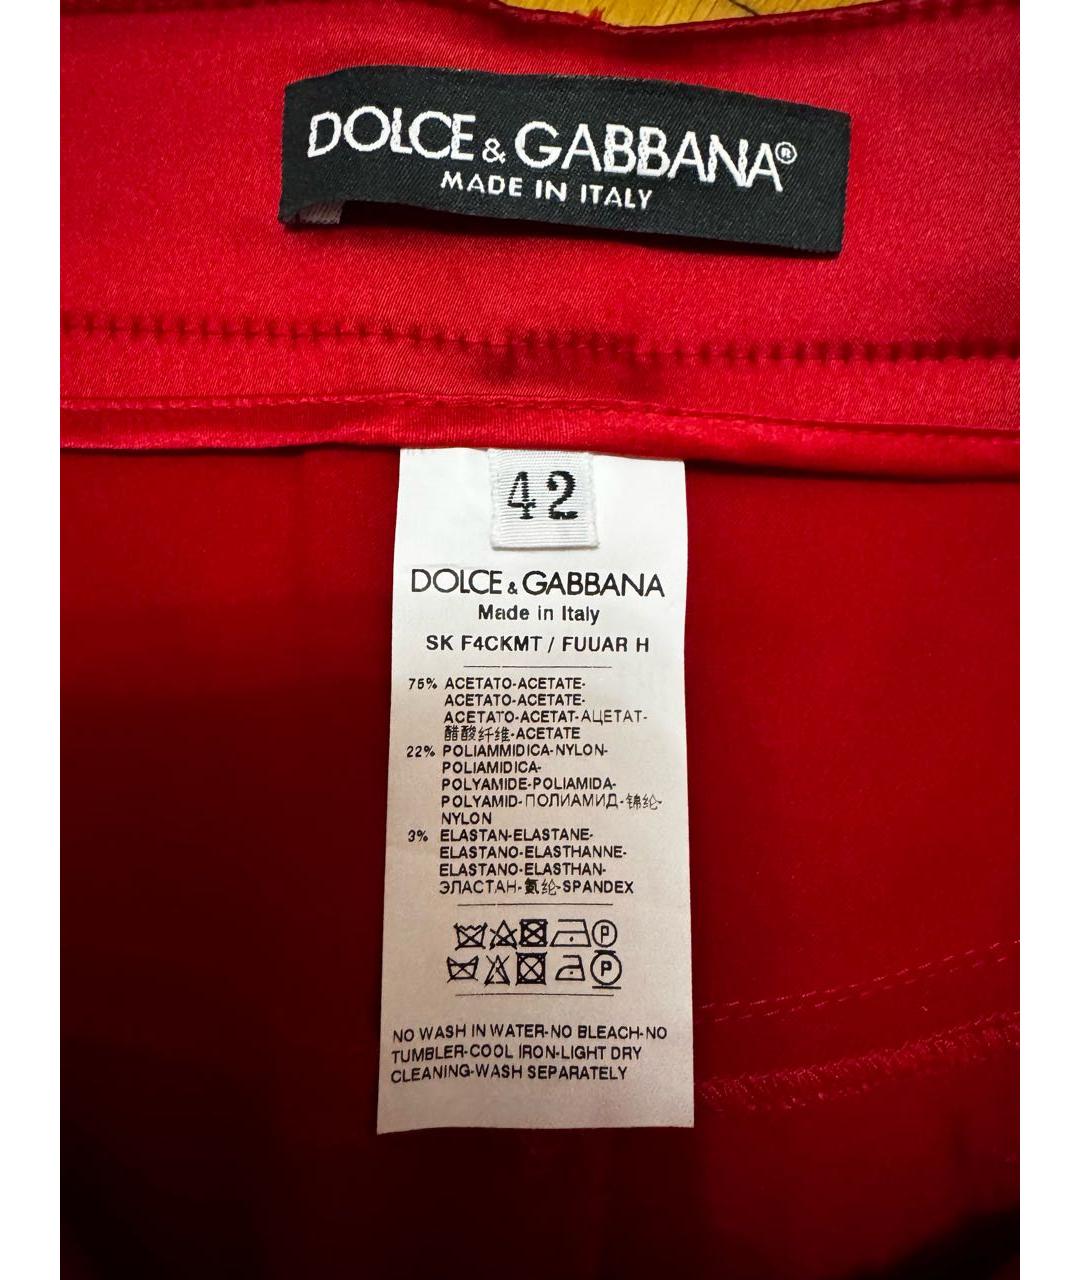 DOLCE & GABBANA®
MADE IN ITALY
42
DOLCE & GABBANA
Made in Italy
SK F4CKMT / FUUAR H
75% ACETATO-ACETATE-
ACETATO-ACETATE-
ACETATO-ACETAT-АЦЕТАТ-
醋酸纤维-ACETATE
22% POLIAMMIDICA-NYLON-
POLIAMIDICA-
POLYAMIDE-POLIAMIDA-
POLYAMID-ПОЛИАМИД-锦纶-
NYLON
3% ELASTAN-ELASTANE-
ELASTANO-ELASTHANNE-
ELASTANO-ELASTHAN-
ЭЛАСТАН-氨纶-SPANDEX
P
P
NO WASH IN WATER-NO BLEACH-NO
TUMBLER-COOL IRON-LIGHT DRY
CLEANING-WASH SEPARATELY